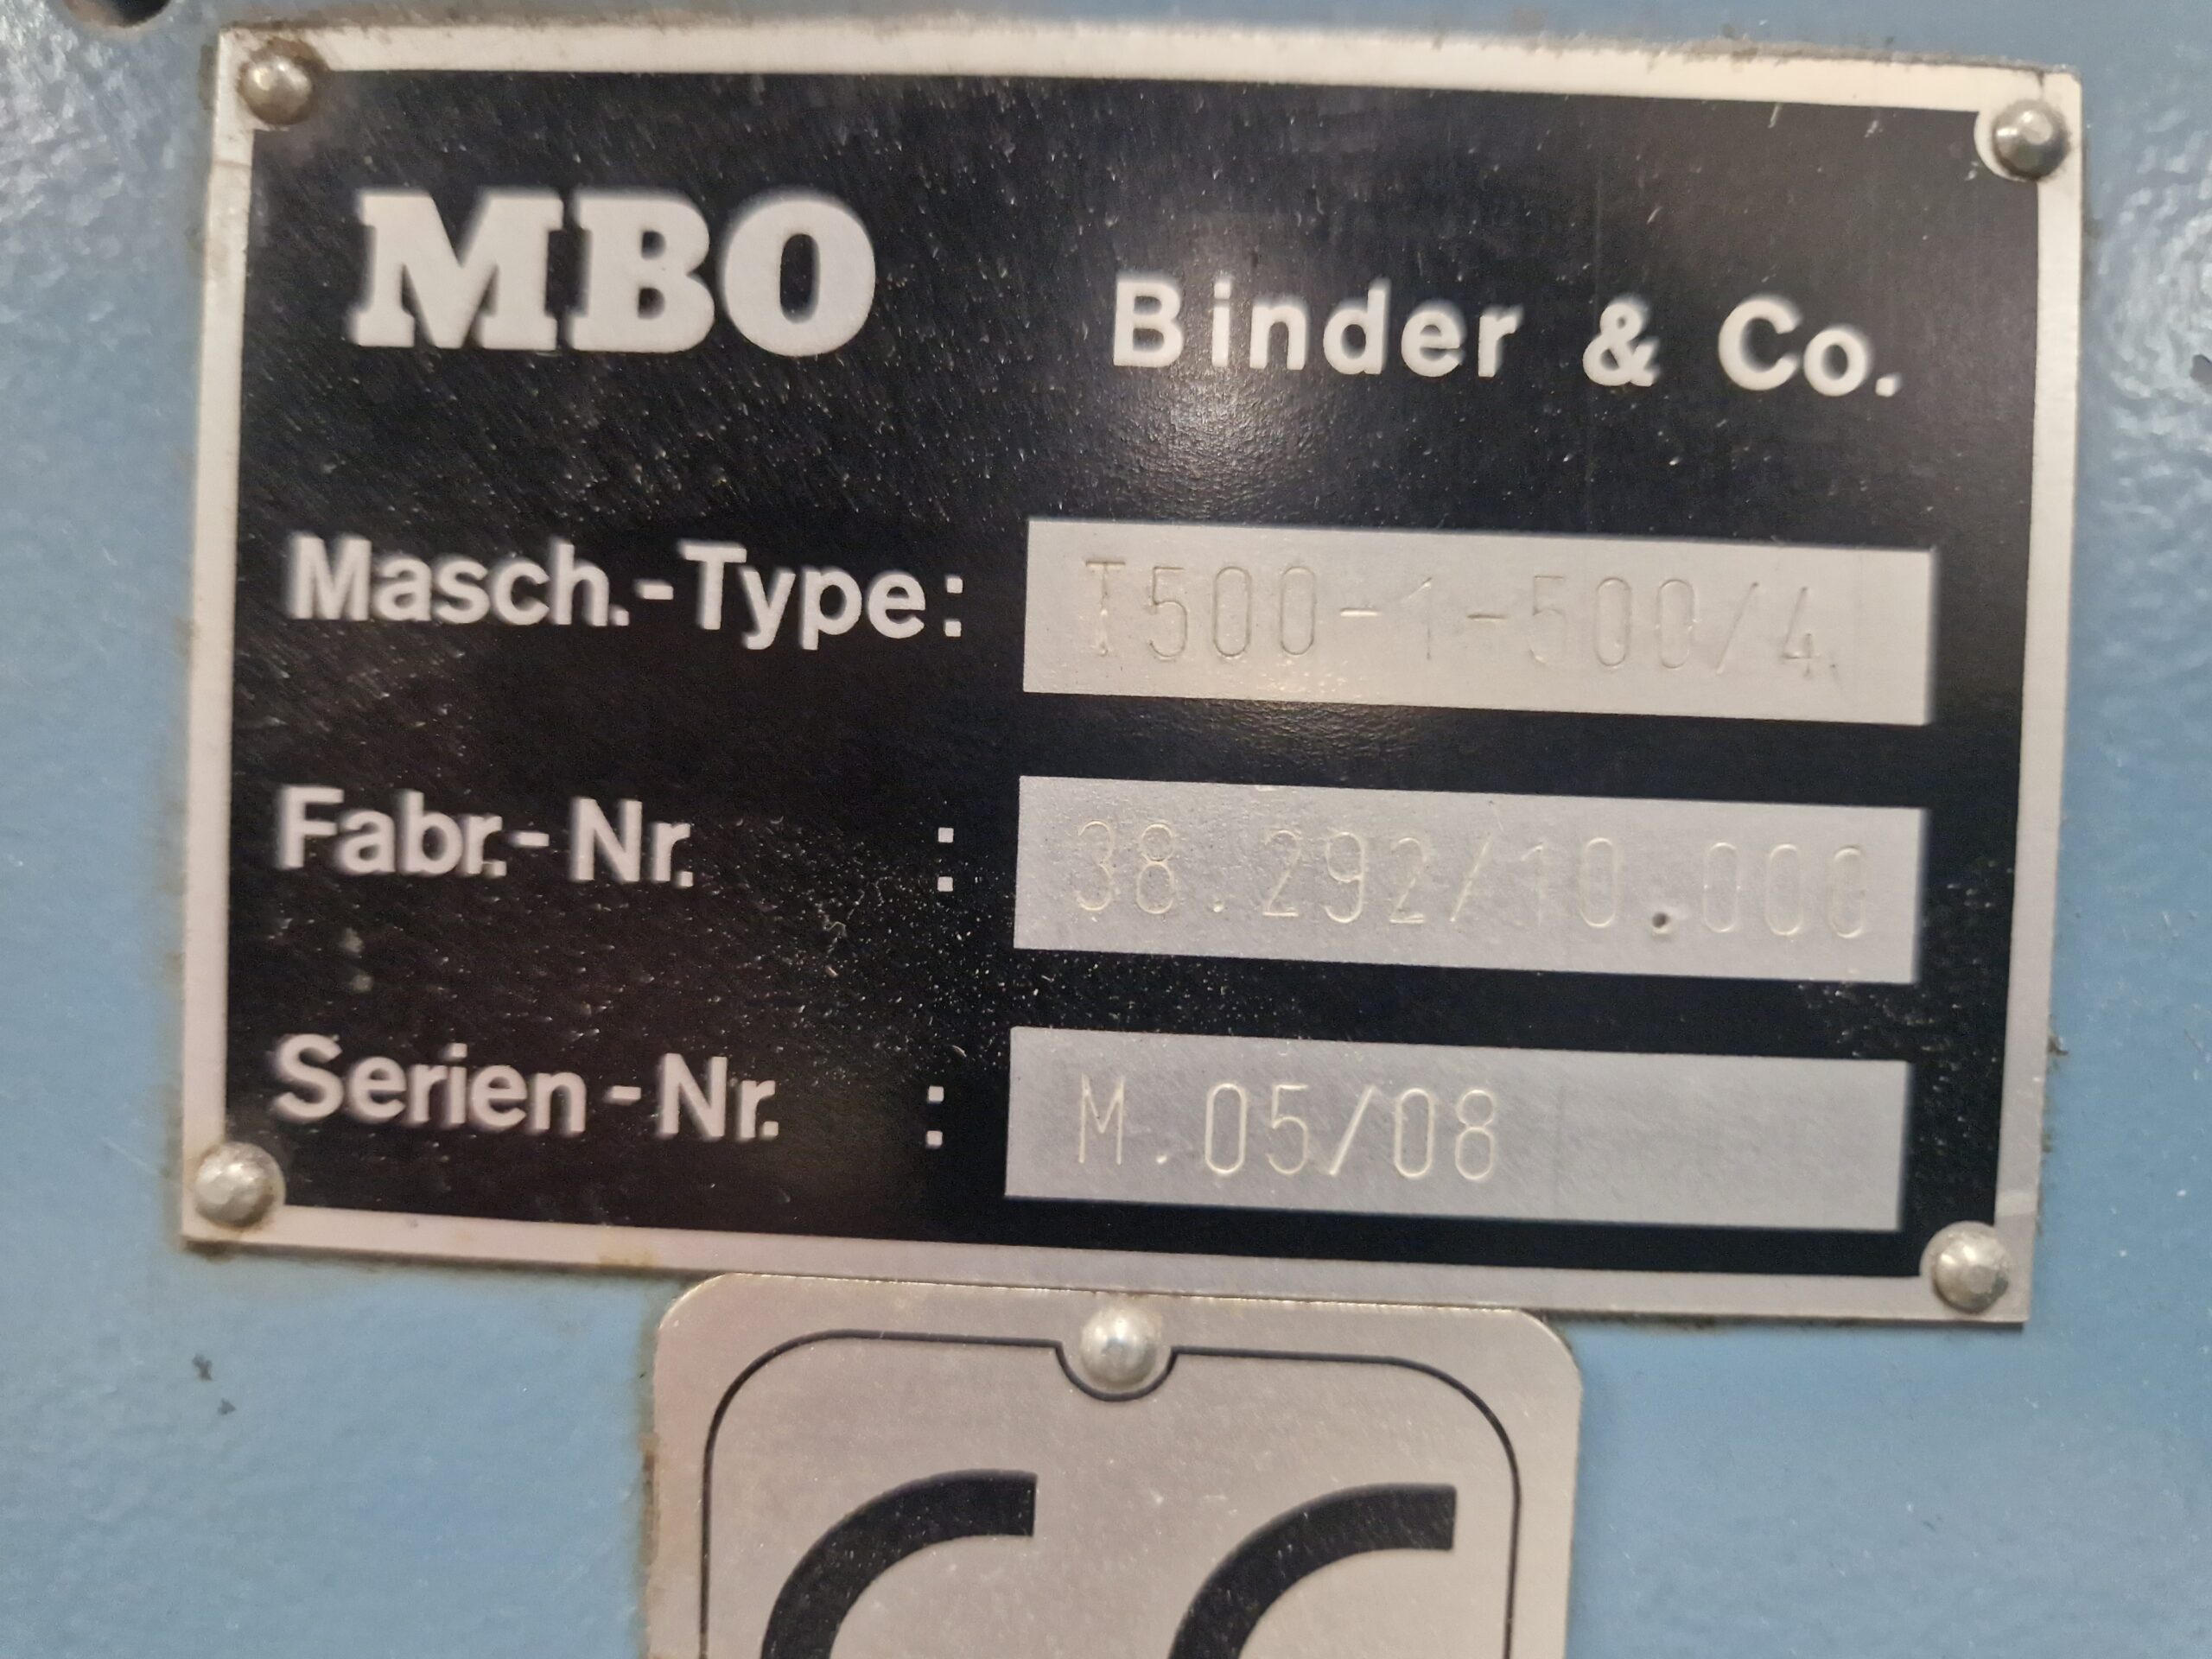 MBO Binder & Co.
Masch.-Type: T500-1-500/4
Fabr.-Nr. : 38.292/10.000
Serien-Nr. : M.05/08
CE